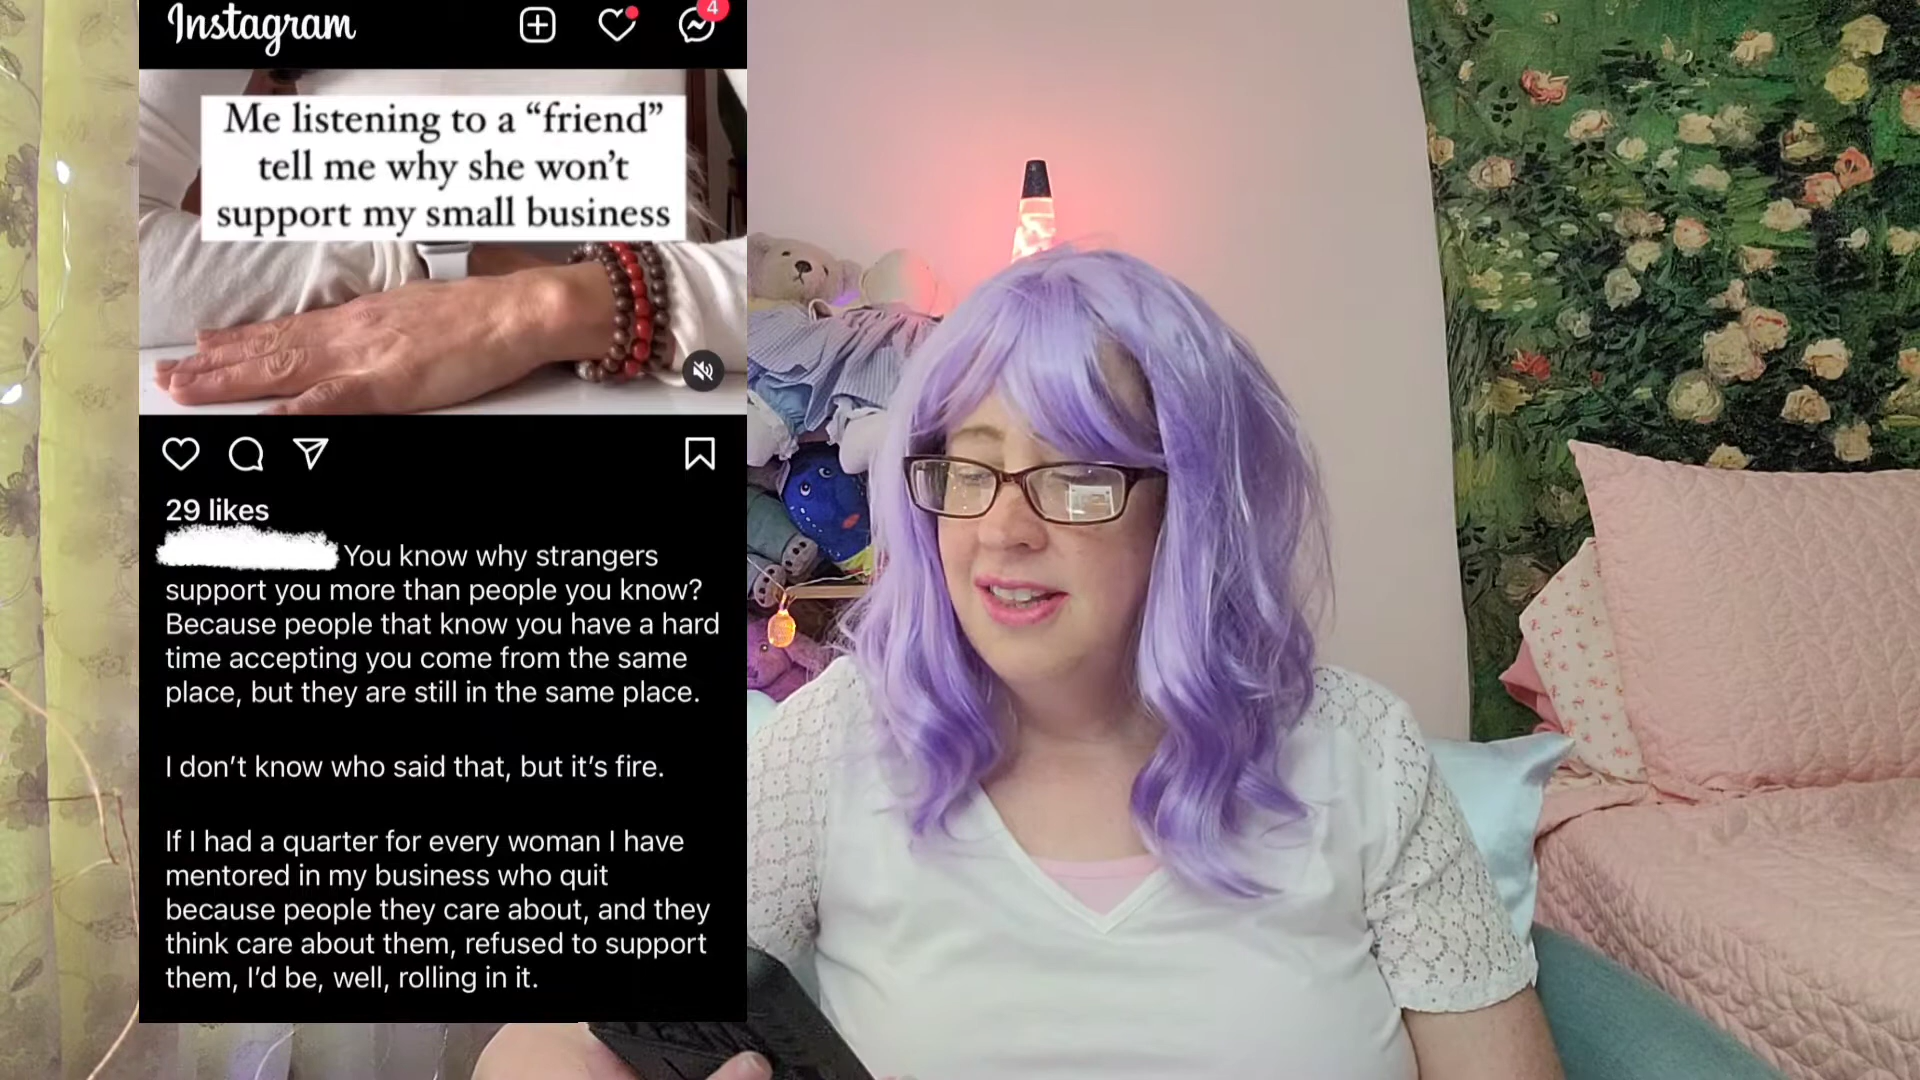 Instagram
4
Me listening to a “friend”
tell me why she won’t
support my small business
29 likes
You know why strangers
support you more than people you know?
Because people that know you have a hard
time accepting you come from the same
place, but they are still in the same place.
I don’t know who said that, but it’s fire.
If I had a quarter for every woman I have
mentored in my business who quit
because people they care about, and they
think care about them, refused to support
them, I’d be, well, rolling in it.